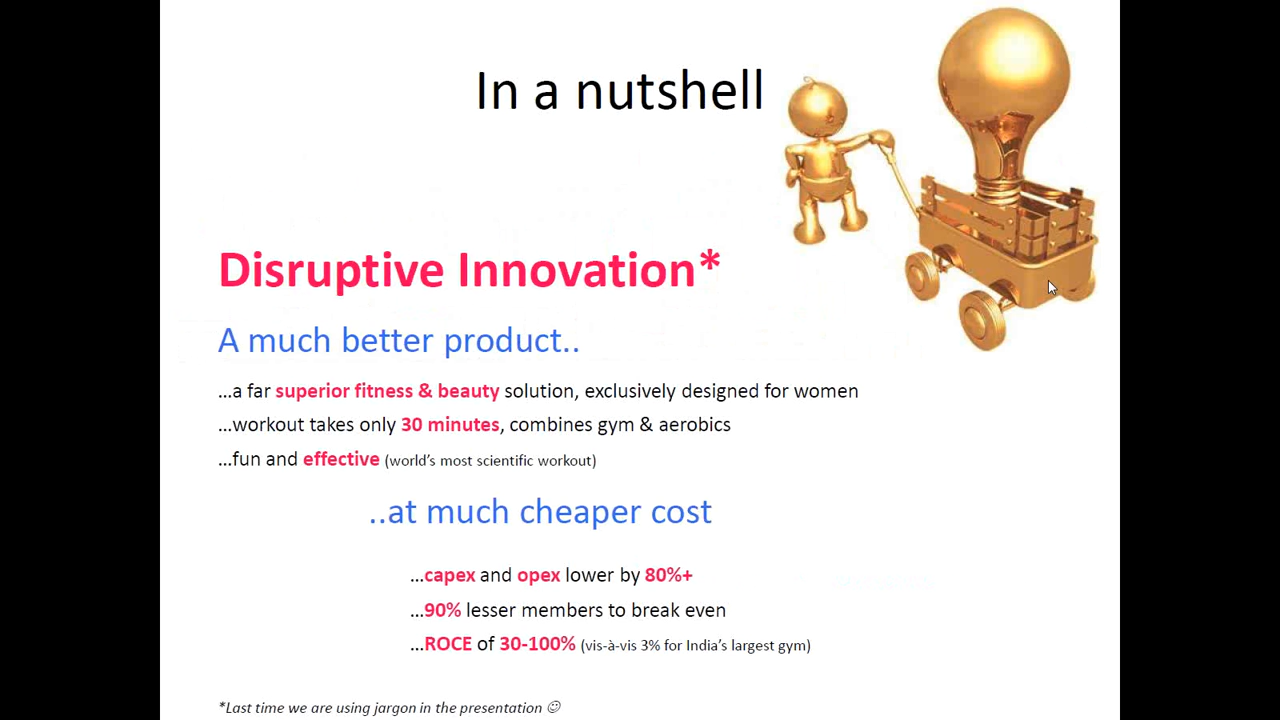 In a nutshell
Disruptive Innovation*
A much better product..
...a far superior fitness & beauty solution, exclusively designed for women
...workout takes only 30 minutes, combines gym & aerobics
...fun and effective (world's most scientific workout)
..at much cheaper cost
...capex and opex lower by 80%+
...90% lesser members to break even
...ROCE of 30-100% (vis-à-vis 3% for India's largest gym)
*Last time we are using jargon in the presentation ☺